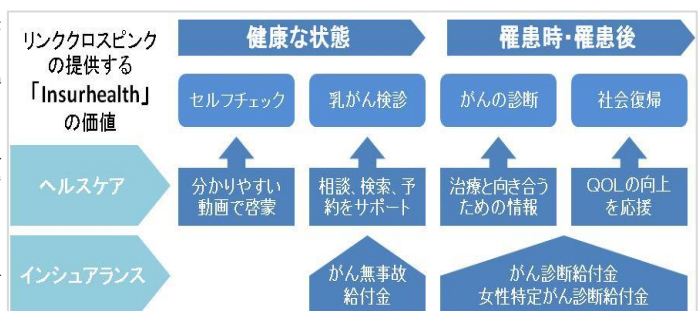 リンククロスピンク
の提供する
「Insurhealth」
の価値
健康な状態
罹患時・罹患後
セルフチェック
乳がん検診
がんの診断
社会復帰
ヘルスケア
分かりやすい
動画で啓蒙
相談、検索、予
約をサポート
治療と向き合う
ための情報
QOLの向上
を応援
インシュアランス
がん無事故
給付金
がん診断給付金
女性特定がん診断給付金